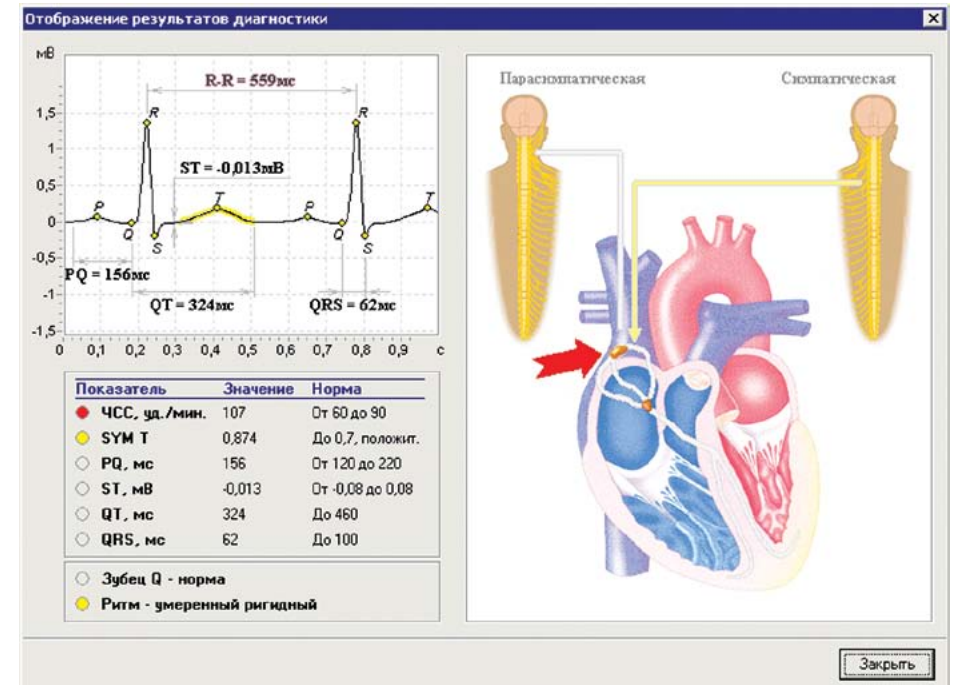 Отображение результатов диагностики
мВ
R-R = 559мс
R
R
1,5
1
ST = -0,013мВ
0,5
P
T
P
T
0
Q
S
Q
S
-0,5
PQ = 156мс
-1
QT = 324мс
QRS = 62мс
-1,5
0 0,1 0,2 0,3 0,4 0,5 0,6 0,7 0,8 0,9 с
Показатель Значение Норма
ЧСС, уд./мин. 107 От 60 до 90
SYM T 0,874 До 0,7, положит.
PQ, мс 156 От 120 до 220
ST, мВ -0,013 От -0,08 до 0,08
QT, мс 324 До 460
QRS, мс 62 До 100
Зубец Q - норма
Ритм - умеренный ригидный
Парасимпатическая
Симпатическая
Закрыть